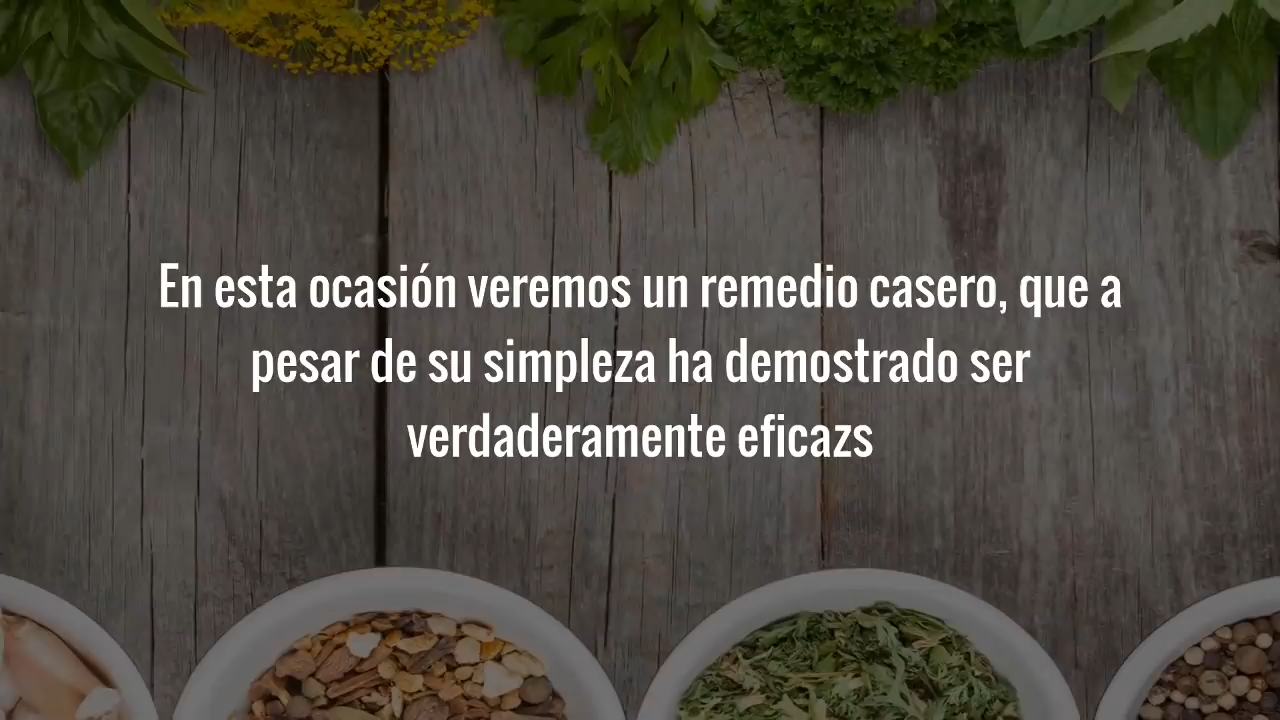 En esta ocasión veremos un remedio casero, que a
pesar de su simpleza ha demostrado ser
verdaderamente eficazs